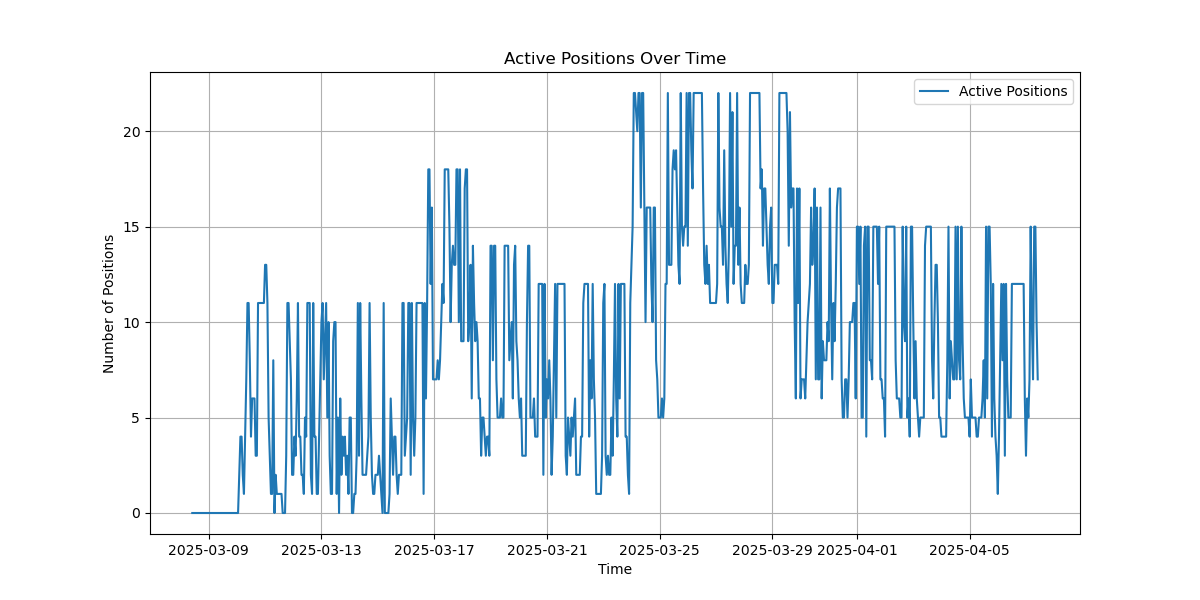 Active Positions Over Time
Active Positions
Number of Positions
20
15
10
5
0
2025-03-09 2025-03-13 2025-03-17 2025-03-21 2025-03-25 2025-03-29 2025-04-01 2025-04-05
Time